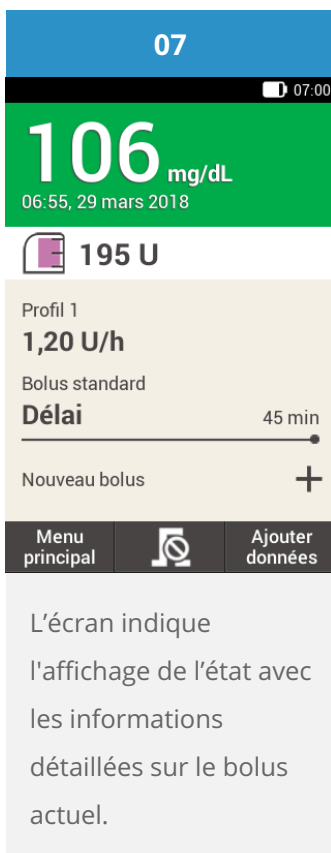 07
07:00
106 mg/dL
06:55, 29 mars 2018
195 U
Profil 1
1,20 U/h
Bolus standard
Délai 45 min
Nouveau bolus +
Menu principal
Ajouter données
L’écran indique
l'affichage de l’état avec
les informations
détaillées sur le bolus
actuel.